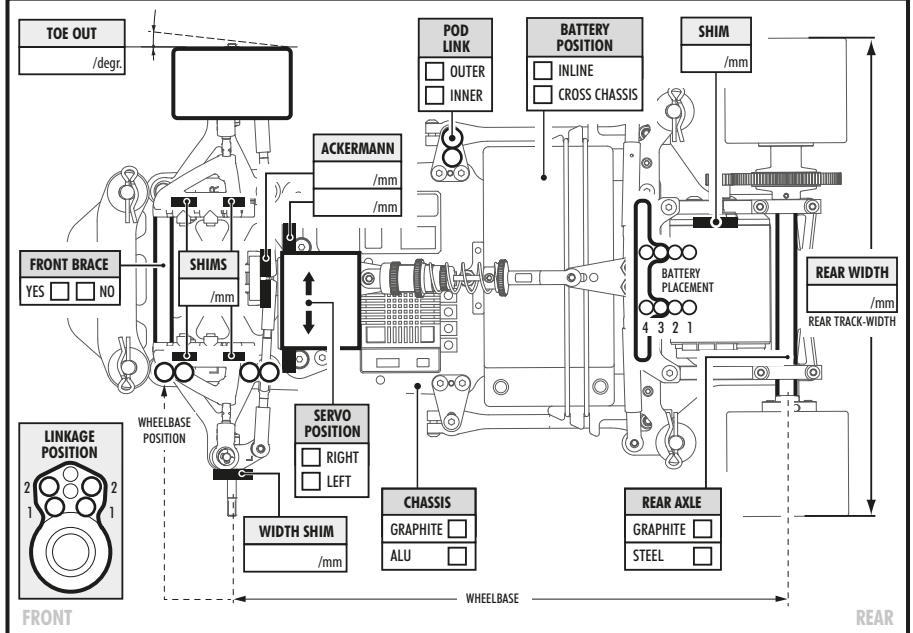 TOE OUT
/degr.
POD
LINK
OUTER
INNER
BATTERY
POSITION
INLINE
CROSS CHASSIS
SHIM
/mm
ACKERMANN
/mm
/mm
FRONT BRACE
YES NO
SHIMS
/mm
BATTERY
PLACEMENT
4 3 2 1
REAR WIDTH
/mm
REAR TRACK-WIDTH
WHEELBASE
POSITION
SERVO
POSITION
RIGHT
LEFT
LINKAGE
POSITION
2 2
1 1
WIDTH SHIM
/mm
CHASSIS
GRAPHITE
ALU
REAR AXLE
GRAPHITE
STEEL
WHEELBASE
FRONT
REAR